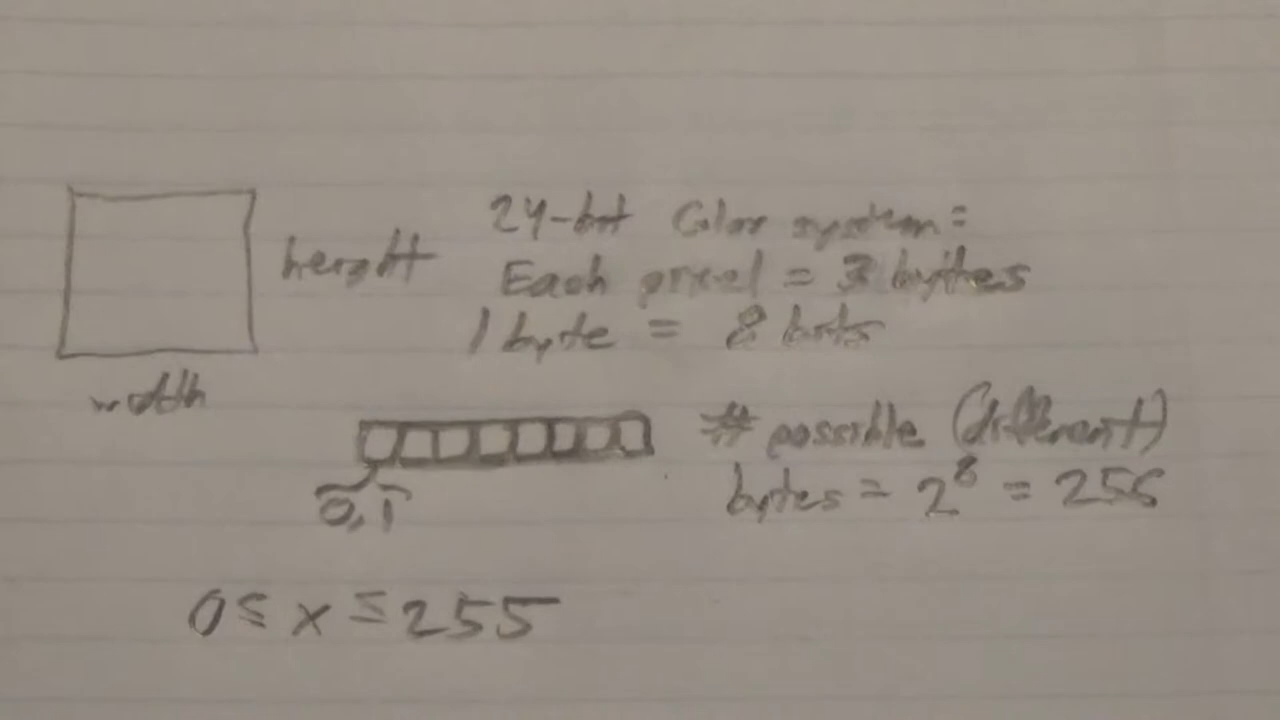 24-bit Color system:
Each pixel = 3 bytes
height
1 byte = 8 bits
width
# possible (different)
bytes = 2⁸ = 256
0,1
0 ≤ x ≤ 255